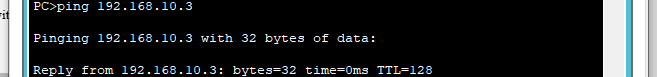 PC>ping 192.168.10.3
Pinging 192.168.10.3 with 32 bytes of data:
Reply from 192.168.10.3: bytes=32 time=0ms TTL=128